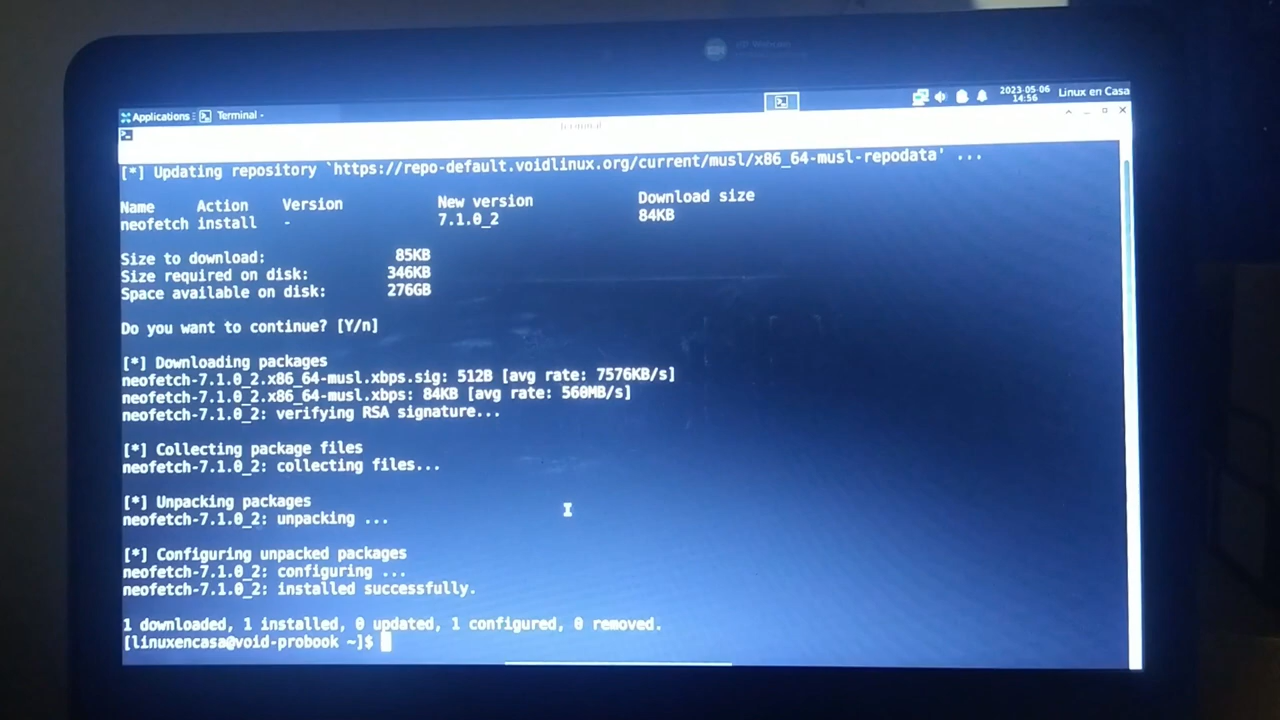 Applications
Terminal -
2023-05-06
14:56
Linux en Casa
Terminal
[*] Updating repository `https://repo-default.voidlinux.org/current/musl/x86_64-musl-repodata' ...
Name Action Version New version Download size
neofetch install - 7.1.0_2 84KB
Size to download: 85KB
Size required on disk: 346KB
Space available on disk: 276GB
Do you want to continue? [Y/n]
[*] Downloading packages
neofetch-7.1.0_2.x86_64-musl.xbps.sig: 512B [avg rate: 7576KB/s]
neofetch-7.1.0_2.x86_64-musl.xbps: 84KB [avg rate: 560MB/s]
neofetch-7.1.0_2: verifying RSA signature...
[*] Collecting package files
neofetch-7.1.0_2: collecting files...
[*] Unpacking packages
neofetch-7.1.0_2: unpacking ...
[*] Configuring unpacked packages
neofetch-7.1.0_2: configuring ...
neofetch-7.1.0_2: installed successfully.
1 downloaded, 1 installed, 0 updated, 1 configured, 0 removed.
[linuxencasa@void-probook ~]$